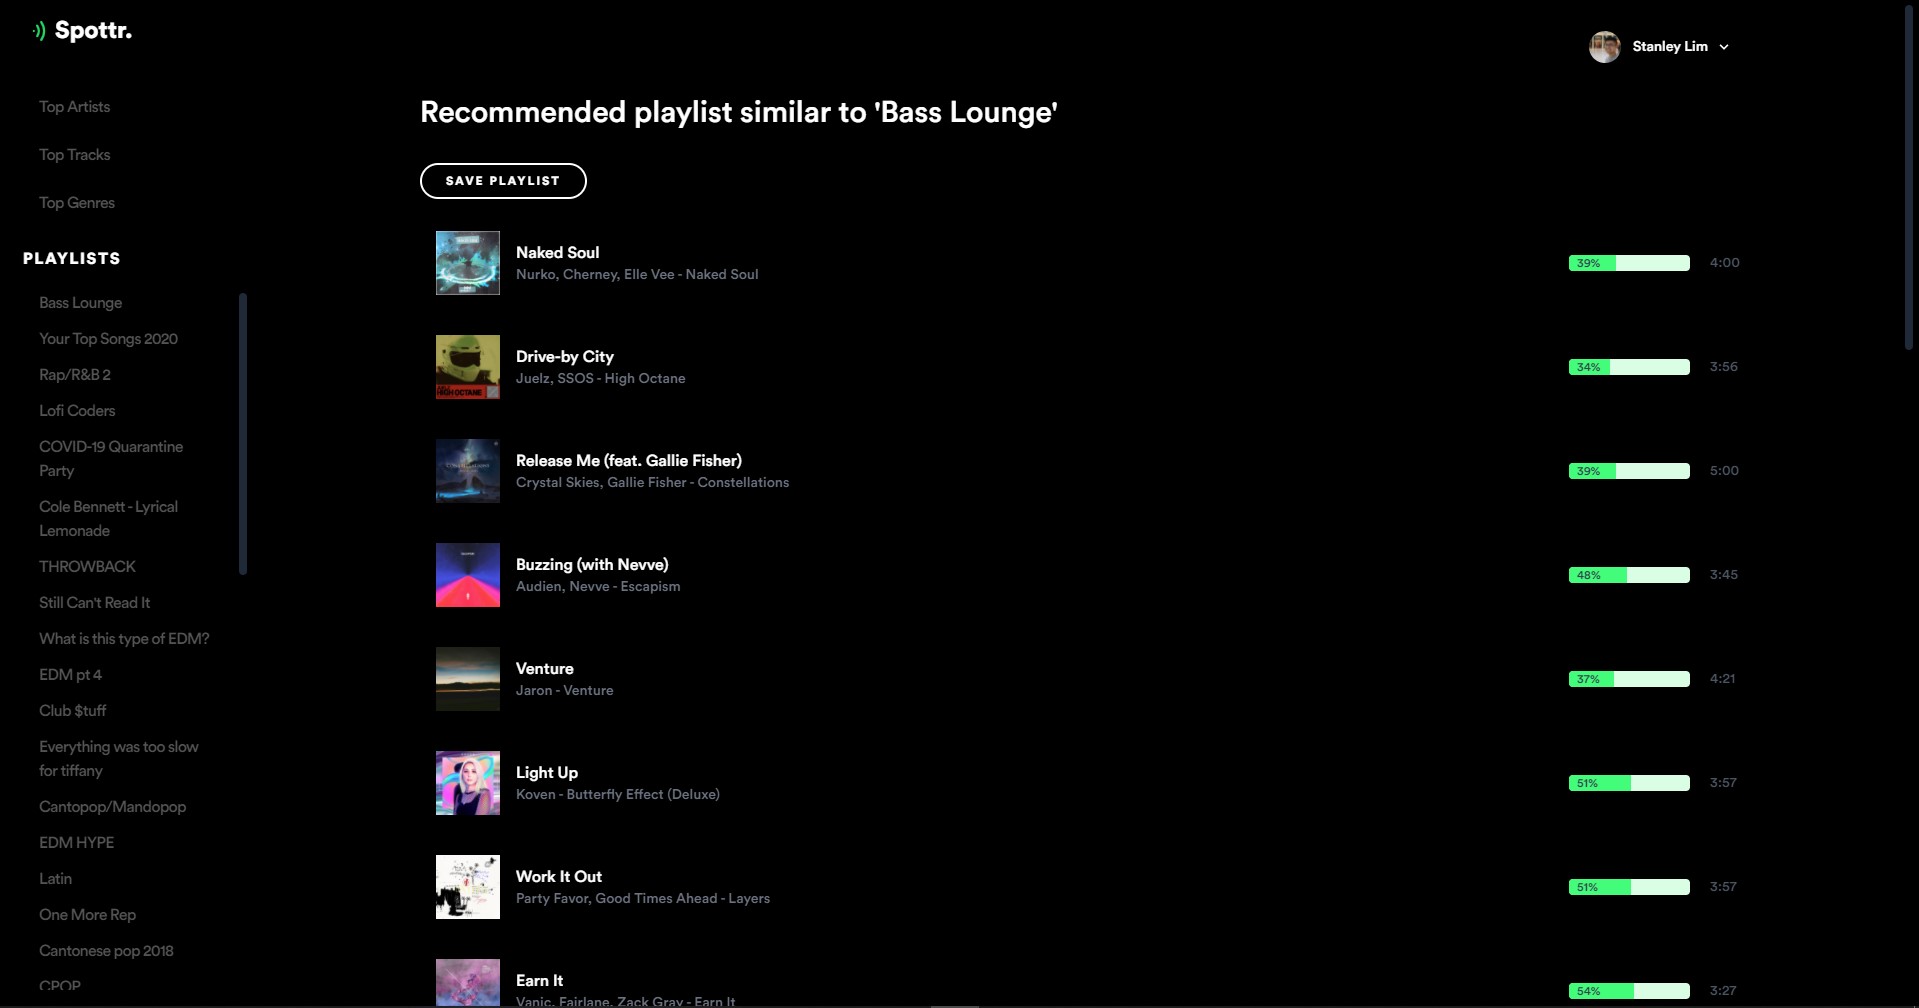 Spottr.
Stanley Lim
Top Artists
Top Tracks
Top Genres
PLAYLISTS
Bass Lounge
Your Top Songs 2020
Rap/R&B 2
Lofi Coders
COVID-19 Quarantine
Party
Cole Bennett - Lyrical
Lemonade
THROWBACK
Still Can't Read It
What is this type of EDM?
EDM pt 4
Club $tuff
Everything was too slow
for tiffany
Cantopop/Mandopop
EDM HYPE
Latin
One More Rep
Cantonese pop 2018
CPOP
Recommended playlist similar to 'Bass Lounge'
SAVE PLAYLIST
Naked Soul
Nurko, Cherney, Elle Vee - Naked Soul
39% 4:00
Drive-by City
Juelz, SSOS - High Octane
34% 3:56
HIGH OCTANE
Release Me (feat. Gallie Fisher)
Crystal Skies, Gallie Fisher - Constellations
39% 5:00
Buzzing (with Nevve)
Audien, Nevve - Escapism
48% 3:45
Venture
Jaron - Venture
37% 4:21
Light Up
Koven - Butterfly Effect (Deluxe)
51% 3:57
Work It Out
Party Favor, Good Times Ahead - Layers
51% 3:57
Earn It
Vanic, Fairlane, Zack Gray - Earn It
54% 3:27